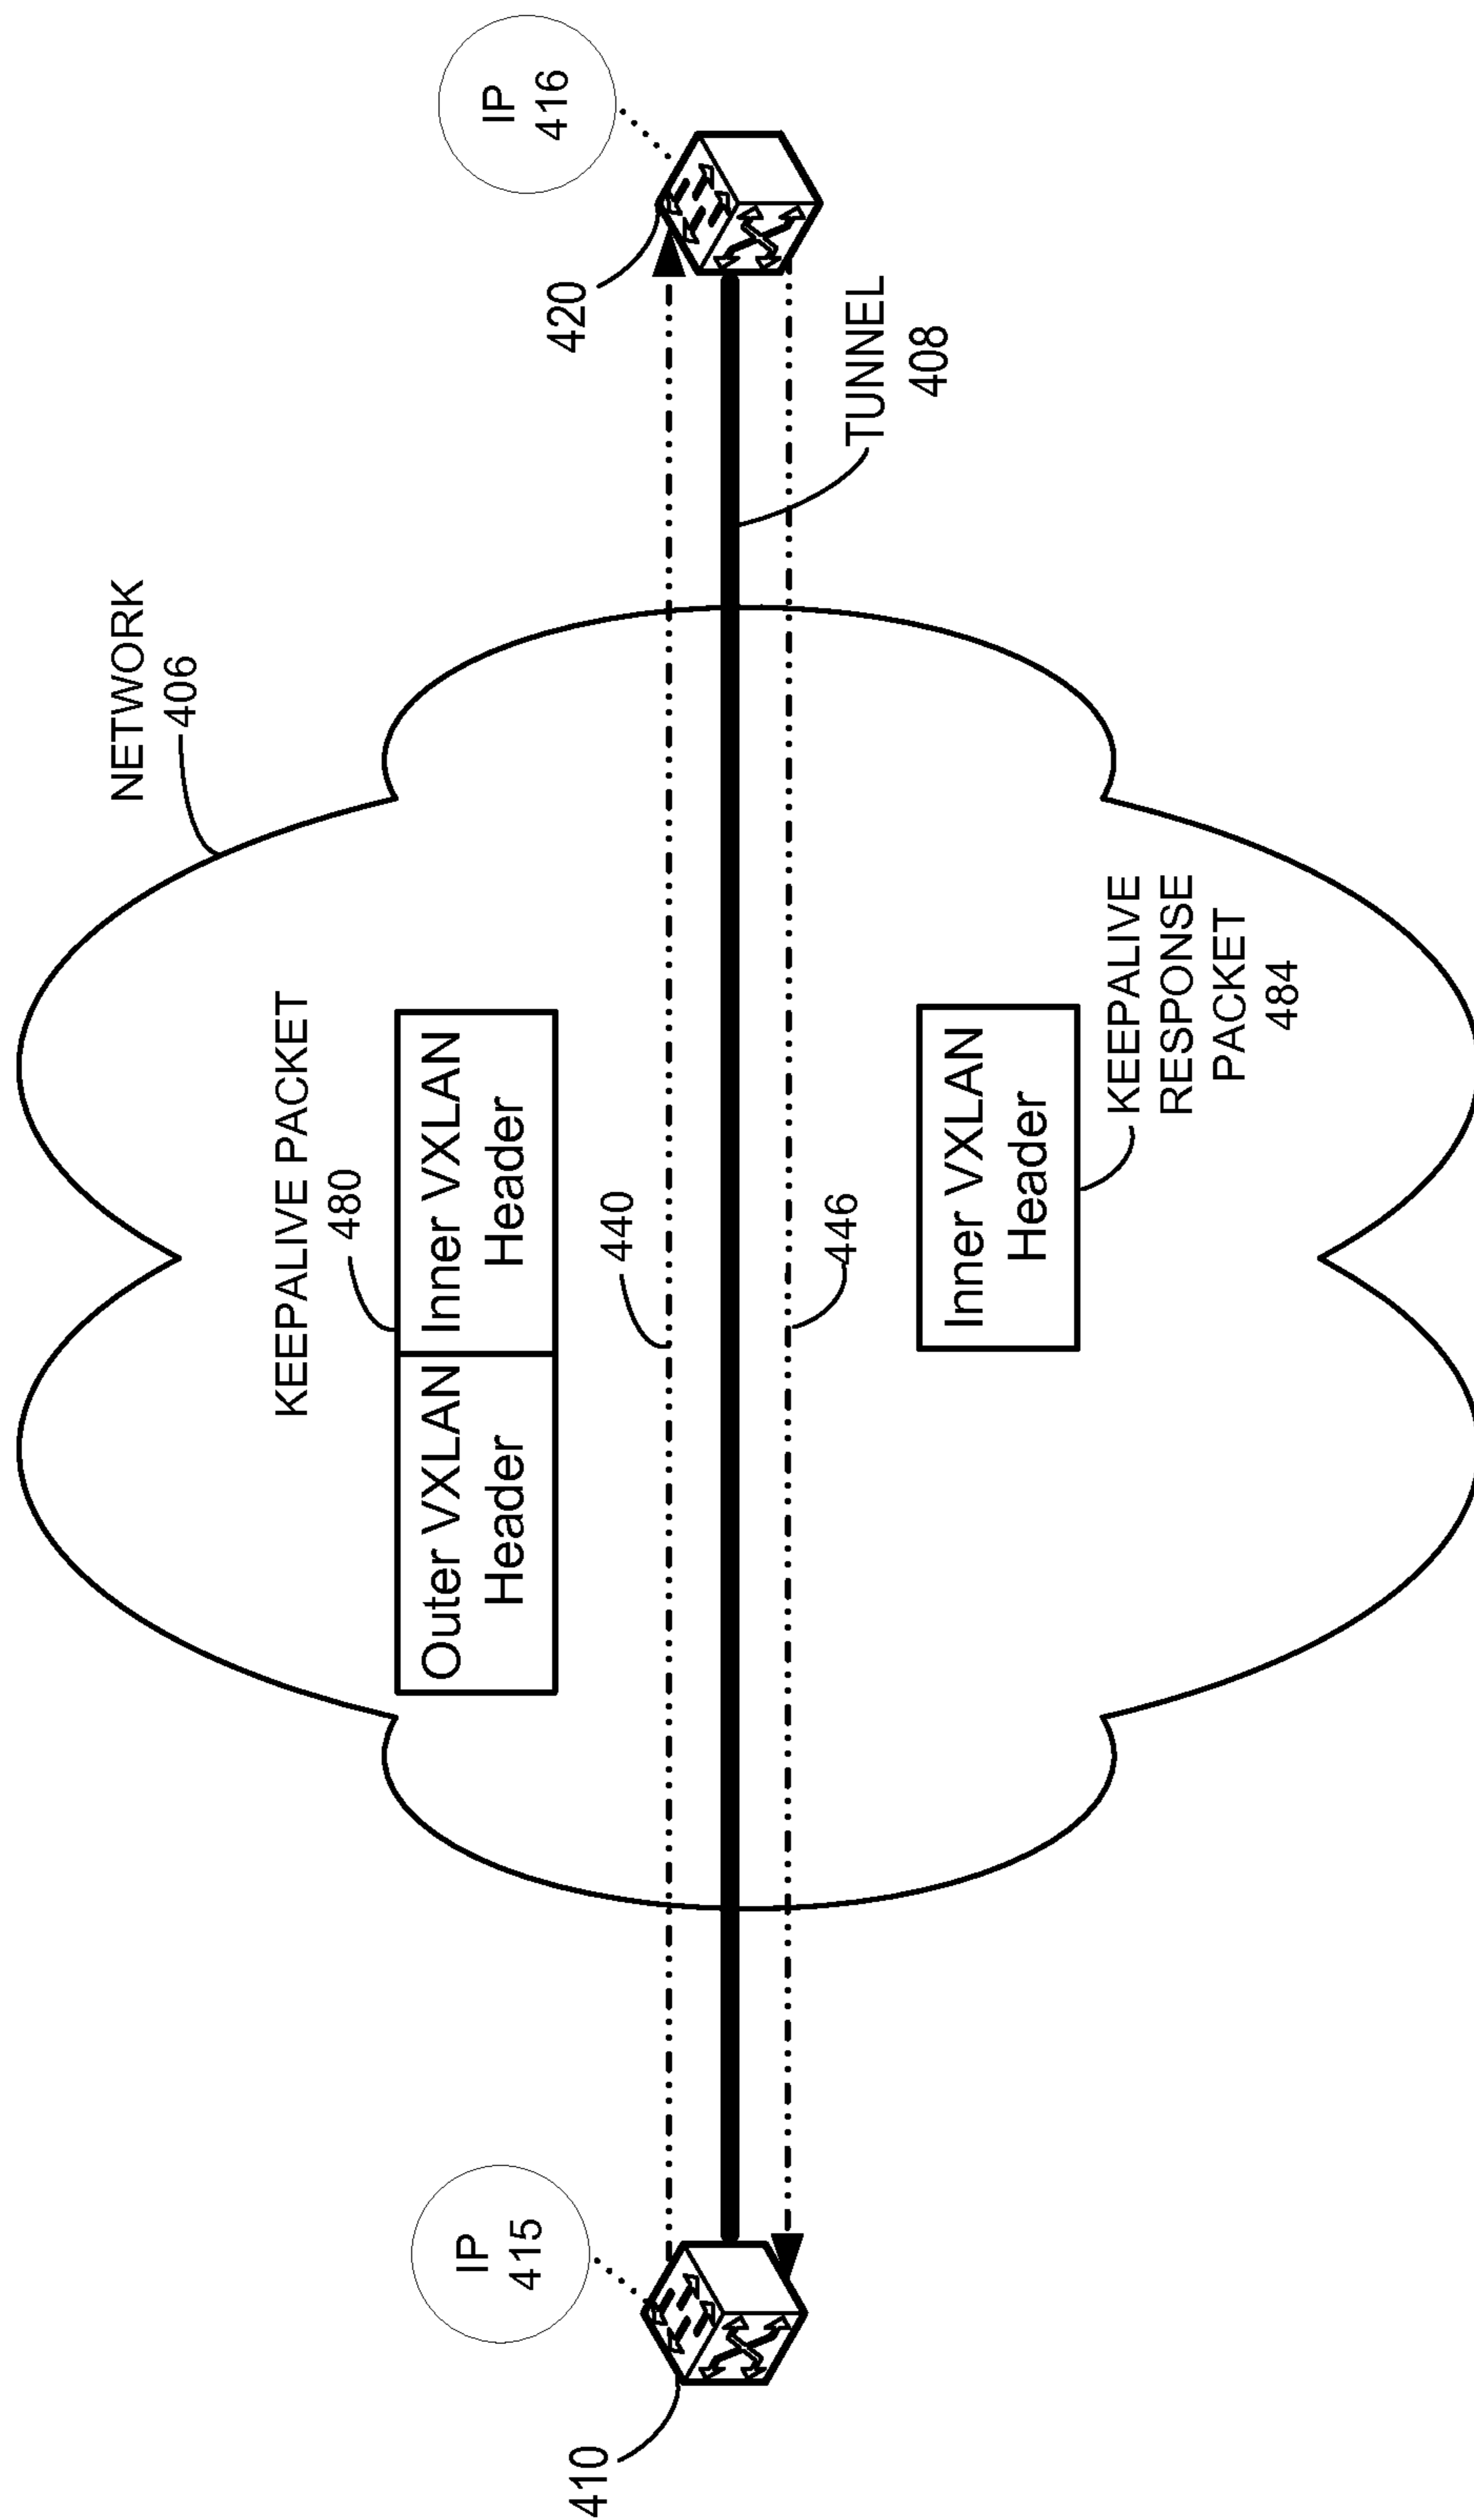 NETWORK
406
KEEPALIVE PACKET
480
Outer VXLAN
Header
Inner VXLAN
Header
IP
415
IP
416
410
420
440
446
TUNNEL
408
Inner VXLAN
Header
KEEPALIVE
RESPONSE
PACKET
484